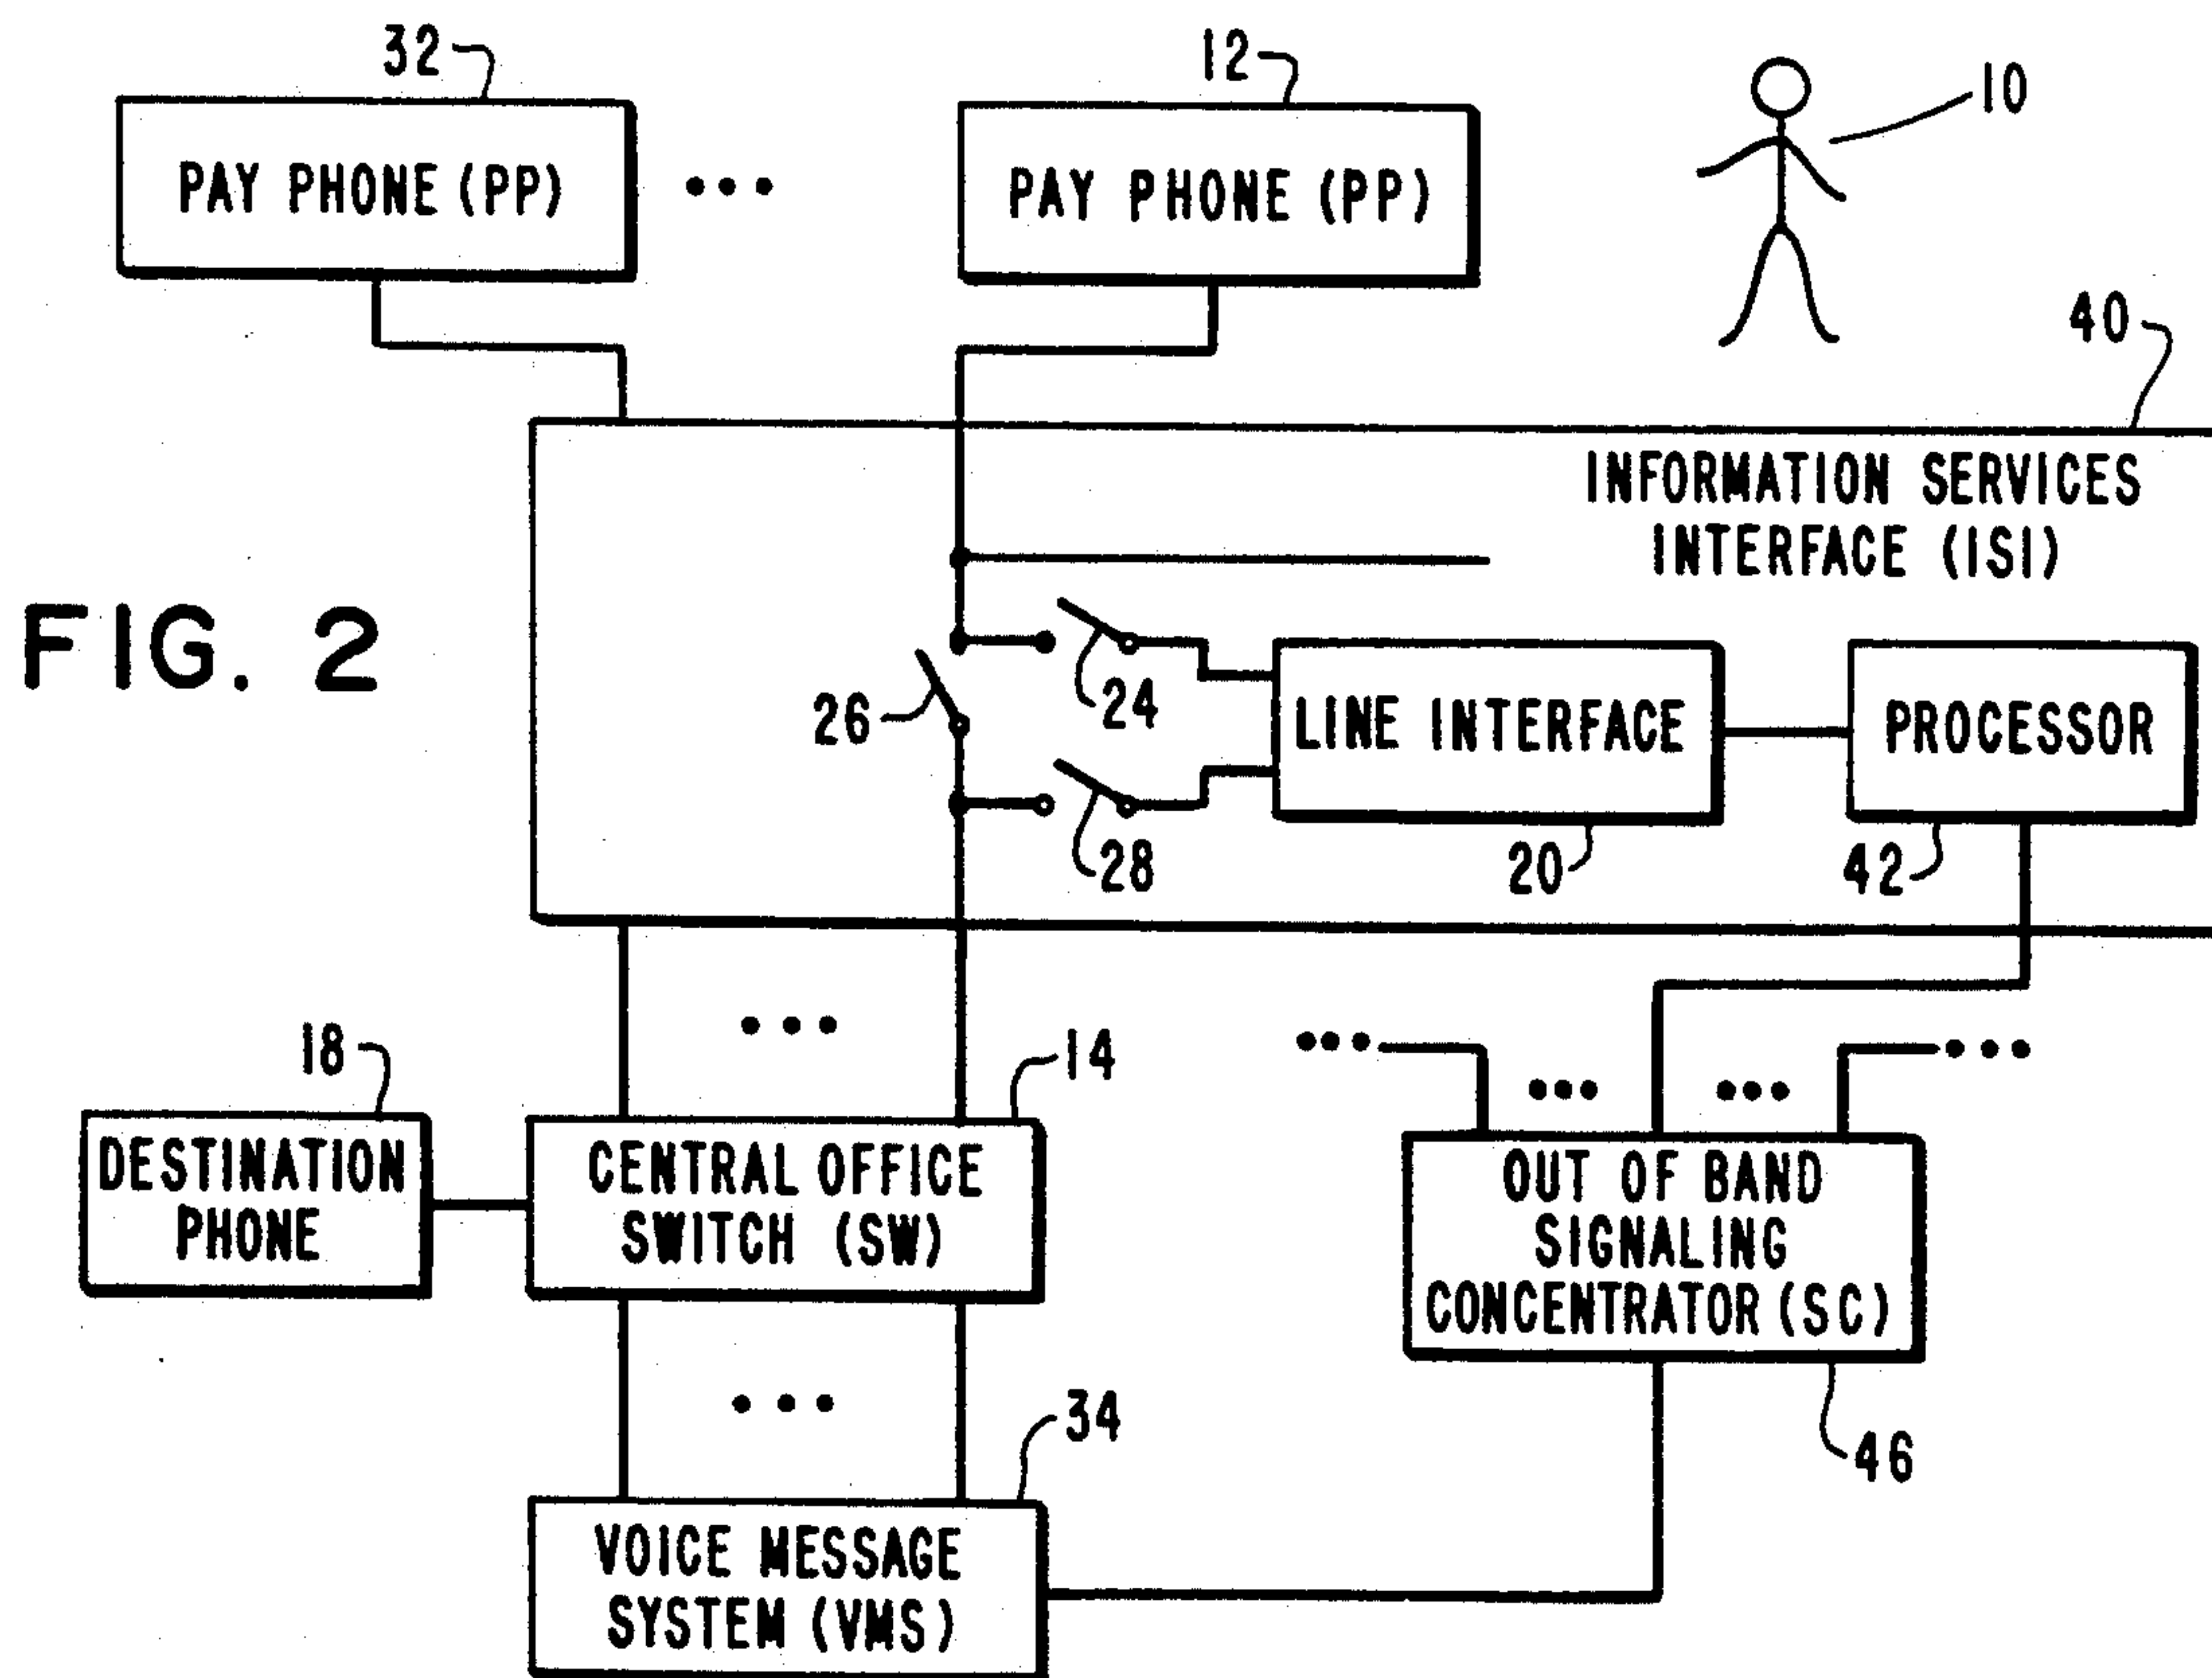 32
12
10
PAY PHONE (PP)
PAY PHONE (PP)
40
INFORMATION SERVICES
INTERFACE (ISI)
FIG. 2
26
24
28
LINE INTERFACE
PROCESSOR
20
42
18
14
DESTINATION
PHONE
CENTRAL OFFICE
SWITCH (SW)
OUT OF BAND
SIGNALING
CONCENTRATOR (SC)
34
46
VOICE MESSAGE
SYSTEM (VMS)